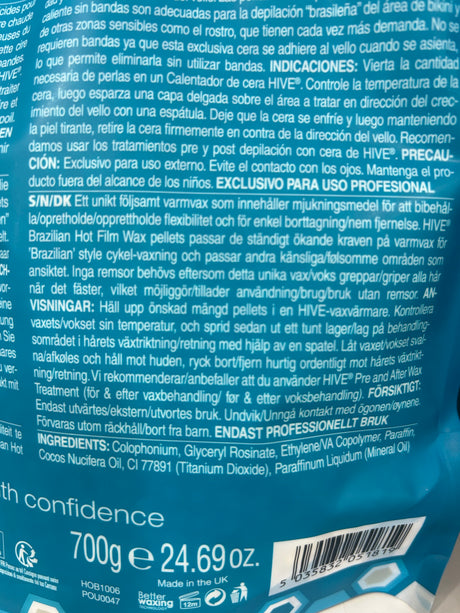 caliente sin bandas son adecuadas para la depilación "brasileña" del área de bikini y
otras zonas sensibles como el rostro, que tienen cada vez más demanda. No se
requieren bandas ya que esta exclusiva cera se adhiere al vello cuando se asienta,
lo que permite eliminarla sin utilizar bandas. INDICACIONES: Vierta la cantidad
necesaria de perlas en un Calentador de cera HIVE®. Controle la temperatura de la
cera, luego esparza una capa delgada sobre el área a tratar en dirección del crec-
imiento del vello con una espátula. Deje que la cera se enfríe y luego manteniendo
la piel tirante, retire la cera firmemente en contra de la dirección del vello. Recomen-
damos usar los tratamientos pre y post depilación con cera de HIVE®. PRECAU-
CIÓN: Exclusivo para uso externo. Evite el contacto con los ojos. Mantenga el pro-
ducto fuera del alcance de los niños. EXCLUSIVO PARA USO PROFESIONAL
S/N/DK Ett unikt följsamt varmvax som innehåller mjukningsmedel för att bibehål-
la/opretholde/opprettholde flexibilitet och för enkel borttagning/nem fjernelse. HIVE®
Brazilian Hot Film Wax pellets passar de ständigt ökande kraven på varmvax för
'Brazilian' style cykel-vaxning och passar andra känsliga/følsomme områden som
ansiktet. Inga remsor behövs eftersom detta unika vax/voks greppar/griper alla hår
när det fäster, vilket möjliggör/tillader användning/brug/bruk utan remsor. AN-
VISNINGAR: Häll upp önskad mängd pellets i en HIVE-vaxvärmare. Kontrollera
vaxets/vokset sin temperatur, och sprid sedan ut ett tunt lager/lag på behandling-
sområdet i hårets växtriktning/retning med hjälp av en spatel. Låt vaxet/vokset sval-
na/afkøles och håll mot huden, ryck bort/fjern hurtig ordentligt mot hårets växtrikt-
ning/retning. Vi rekommenderar/anbefaller att du använder HIVE® Pre and After Wax
Treatment (för & efter vaxbehandling/ før & etter voksbehandling). FÖRSIKTIGT:
Endast utvärtes/ekstern/utvortes bruk. Undvik/Unngå kontakt med ögonen/øynene.
Förvaras utom räckhåll/bort fra barn. ENDAST PROFESSIONELLT BRUK
INGREDIENTS: Colophonium, Glyceryl Rosinate, Ethylene/VA Copolymer, Paraffin,
Cocos Nucifera Oil, CI 77891 (Titanium Dioxide), Paraffinum Liquidum (Mineral Oil)
th confidence
700g e 24.69oz.
HOB1006
POU0047
Better
waxing
TECHNOLOGY
12m
Made in the UK
5 035832 051819